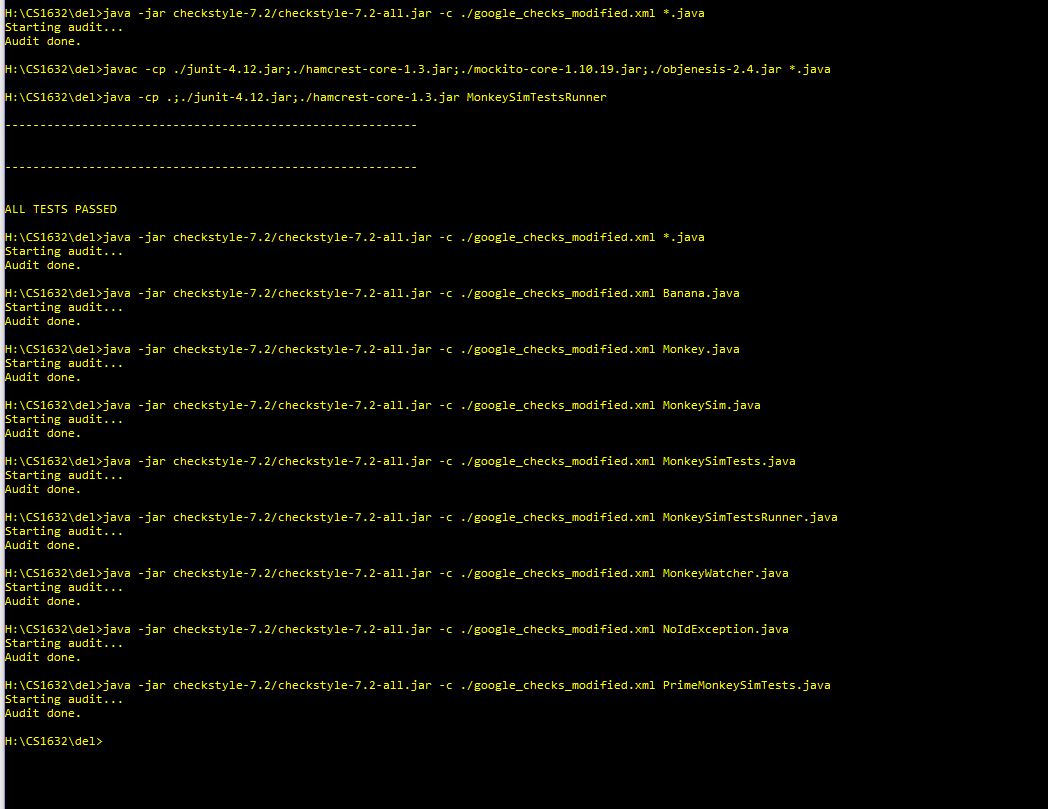 H:\CS1632\del>java -jar checkstyle-7.2/checkstyle-7.2-all.jar -c ./google_checks_modified.xml *.java
Starting audit...
Audit done.
H:\CS1632\del>javac -cp ./junit-4.12.jar;./hamcrest-core-1.3.jar;./mockito-core-1.10.19.jar;./objenesis-2.4.jar *.java
H:\CS1632\del>java -cp .;./junit-4.12.jar;./hamcrest-core-1.3.jar MonkeySimTestsRunner
-----------------------------------------------------------
-----------------------------------------------------------
ALL TESTS PASSED
H:\CS1632\del>java -jar checkstyle-7.2/checkstyle-7.2-all.jar -c ./google_checks_modified.xml *.java
Starting audit...
Audit done.
H:\CS1632\del>java -jar checkstyle-7.2/checkstyle-7.2-all.jar -c ./google_checks_modified.xml Banana.java
Starting audit...
Audit done.
H:\CS1632\del>java -jar checkstyle-7.2/checkstyle-7.2-all.jar -c ./google_checks_modified.xml Monkey.java
Starting audit...
Audit done.
H:\CS1632\del>java -jar checkstyle-7.2/checkstyle-7.2-all.jar -c ./google_checks_modified.xml MonkeySim.java
Starting audit...
Audit done.
H:\CS1632\del>java -jar checkstyle-7.2/checkstyle-7.2-all.jar -c ./google_checks_modified.xml MonkeySimTests.java
Starting audit...
Audit done.
H:\CS1632\del>java -jar checkstyle-7.2/checkstyle-7.2-all.jar -c ./google_checks_modified.xml MonkeySimTestsRunner.java
Starting audit...
Audit done.
H:\CS1632\del>java -jar checkstyle-7.2/checkstyle-7.2-all.jar -c ./google_checks_modified.xml MonkeyWatcher.java
Starting audit...
Audit done.
H:\CS1632\del>java -jar checkstyle-7.2/checkstyle-7.2-all.jar -c ./google_checks_modified.xml NoIdException.java
Starting audit...
Audit done.
H:\CS1632\del>java -jar checkstyle-7.2/checkstyle-7.2-all.jar -c ./google_checks_modified.xml PrimeMonkeySimTests.java
Starting audit...
Audit done.
H:\CS1632\del>